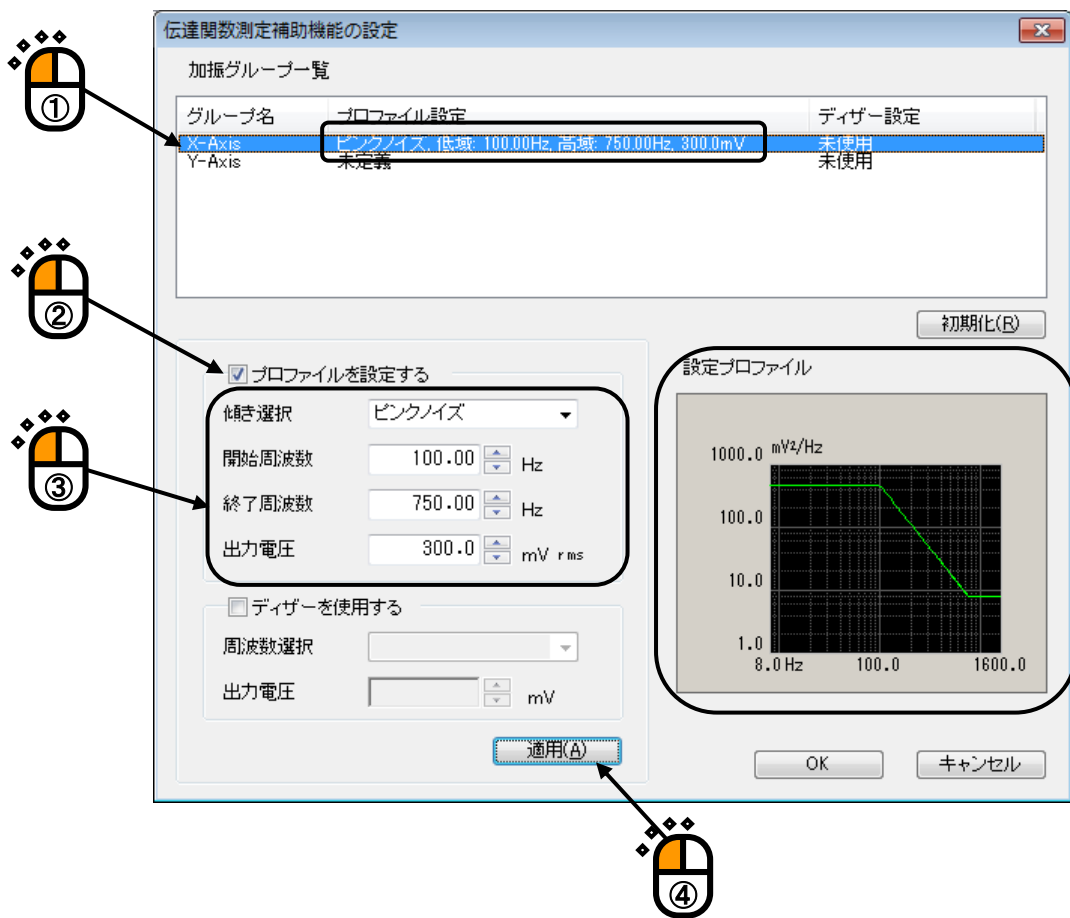 伝達関数測定補助機能の設定
加振グループ一覧
グループ名 プロファイル設定 ディザー設定
X-Axis ピンクノイズ, 低域: 100.00Hz, 高域: 750.00Hz, 300.0mV 未使用
Y-Axis 未定義 未使用
①
②
③
④
初期化(R)
プロファイルを設定する
傾き選択 ピンクノイズ
開始周波数 100.00 Hz
終了周波数 750.00 Hz
出力電圧 300.0 mV rms
ディザーを使用する
周波数選択
出力電圧 mV
適用(A)
設定プロファイル
1000.0 mV²/Hz
100.0
10.0
1.0
8.0Hz 100.0 1600.0
OK キャンセル